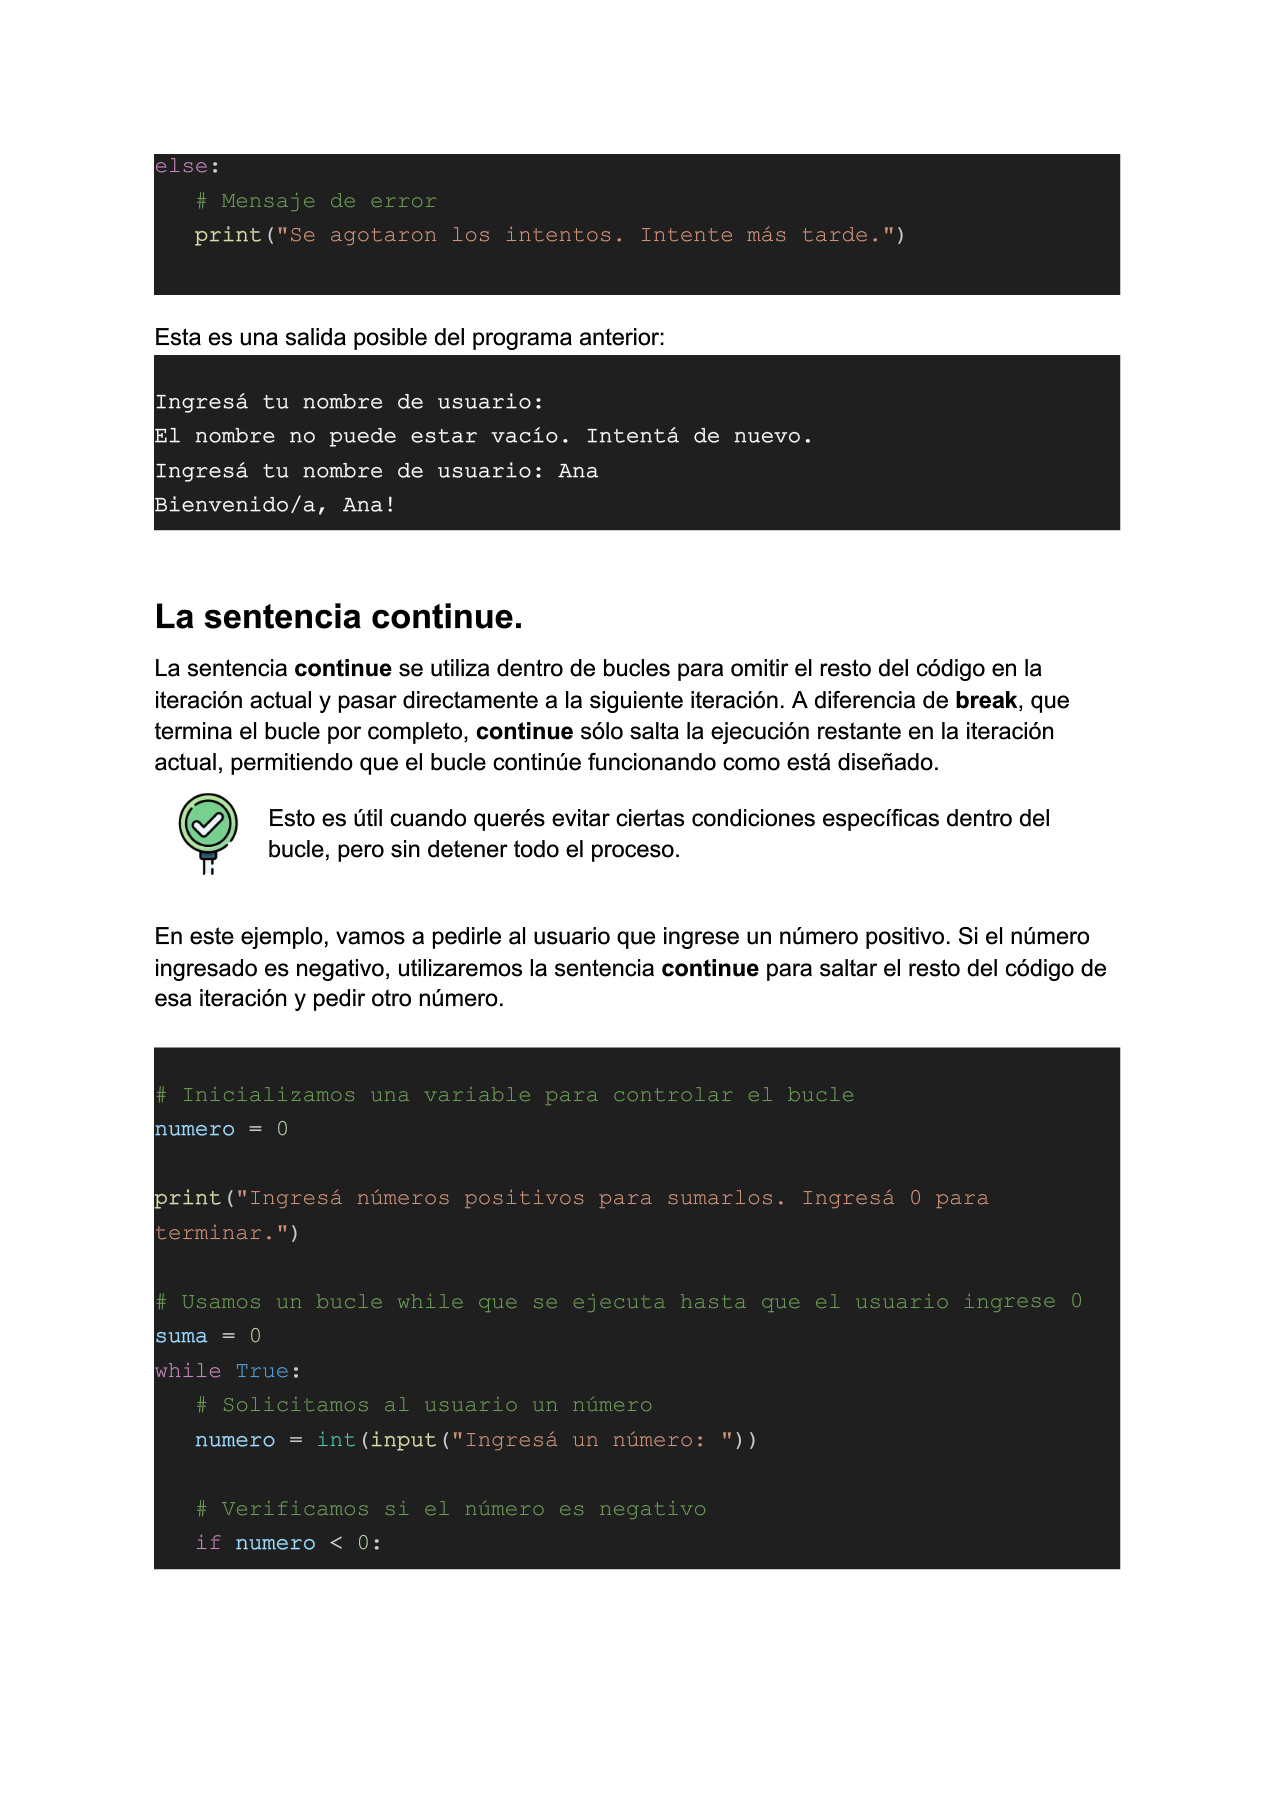 else:
   # Mensaje de error
   print("Se agotaron los intentos. Intente más tarde.")
Esta es una salida posible del programa anterior:
Ingresá tu nombre de usuario:
El nombre no puede estar vacío. Intentá de nuevo.
Ingresá tu nombre de usuario: Ana
Bienvenido/a, Ana!
La sentencia continue.
La sentencia continue se utiliza dentro de bucles para omitir el resto del código en la
iteración actual y pasar directamente a la siguiente iteración. A diferencia de break, que
termina el bucle por completo, continue sólo salta la ejecución restante en la iteración
actual, permitiendo que el bucle continúe funcionando como está diseñado.
Esto es útil cuando querés evitar ciertas condiciones específicas dentro del
bucle, pero sin detener todo el proceso.
En este ejemplo, vamos a pedirle al usuario que ingrese un número positivo. Si el número
ingresado es negativo, utilizaremos la sentencia continue para saltar el resto del código de
esa iteración y pedir otro número.
# Inicializamos una variable para controlar el bucle
numero = 0
print("Ingresá números positivos para sumarlos. Ingresá 0 para
terminar.")
# Usamos un bucle while que se ejecuta hasta que el usuario ingrese 0
suma = 0
while True:
   # Solicitamos al usuario un número
   numero = int(input("Ingresá un número: "))
   # Verificamos si el número es negativo
   if numero < 0: